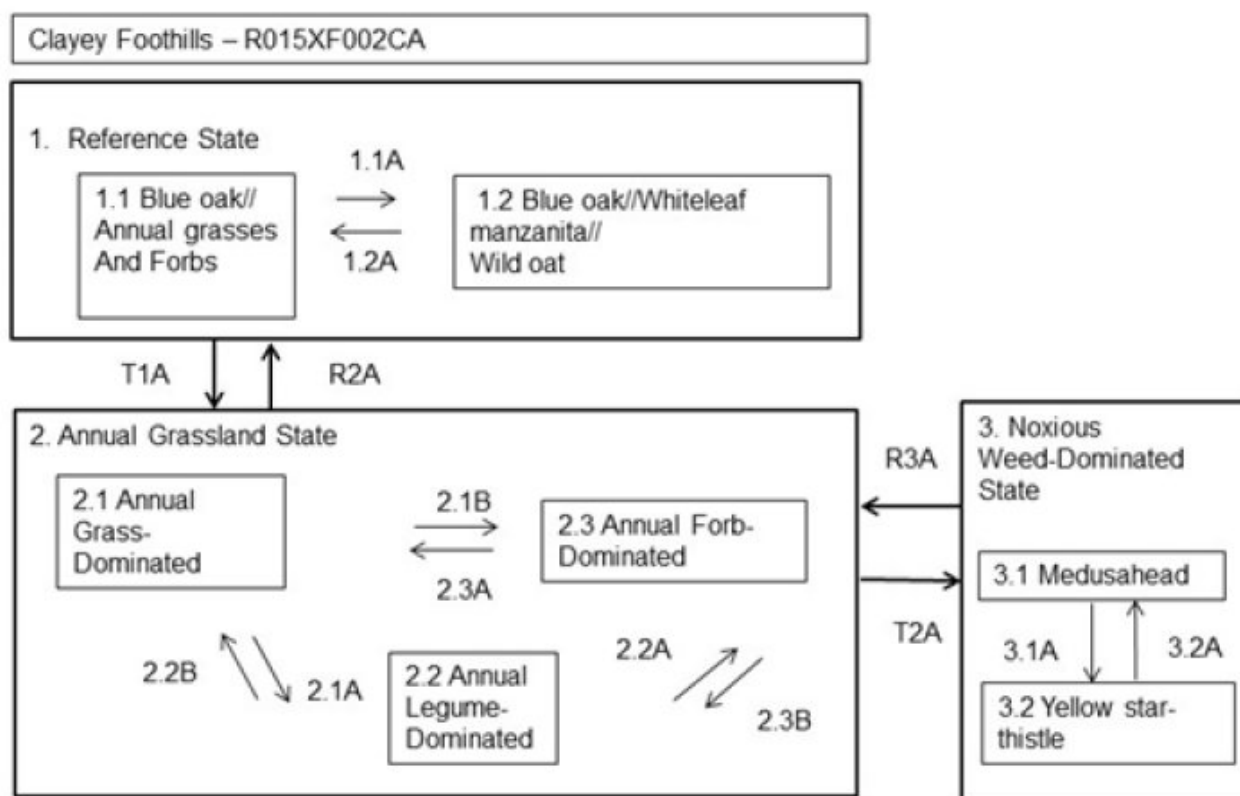 Clayey Foothills – R015XF002CA
1. Reference State
1.1A
1.1 Blue oak//
Annual grasses
And Forbs
1.2 Blue oak//Whiteleaf
manzanita//
Wild oat
1.2A
T1A
R2A
2. Annual Grassland State
2.1 Annual
Grass-
Dominated
2.1B
2.3 Annual Forb-
Dominated
2.3A
2.2B
2.1A
2.2 Annual
Legume-
Dominated
2.2A
2.3B
R3A
T2A
3. Noxious
Weed-Dominated
State
3.1 Medusahead
3.1A
3.2A
3.2 Yellow star-
thistle